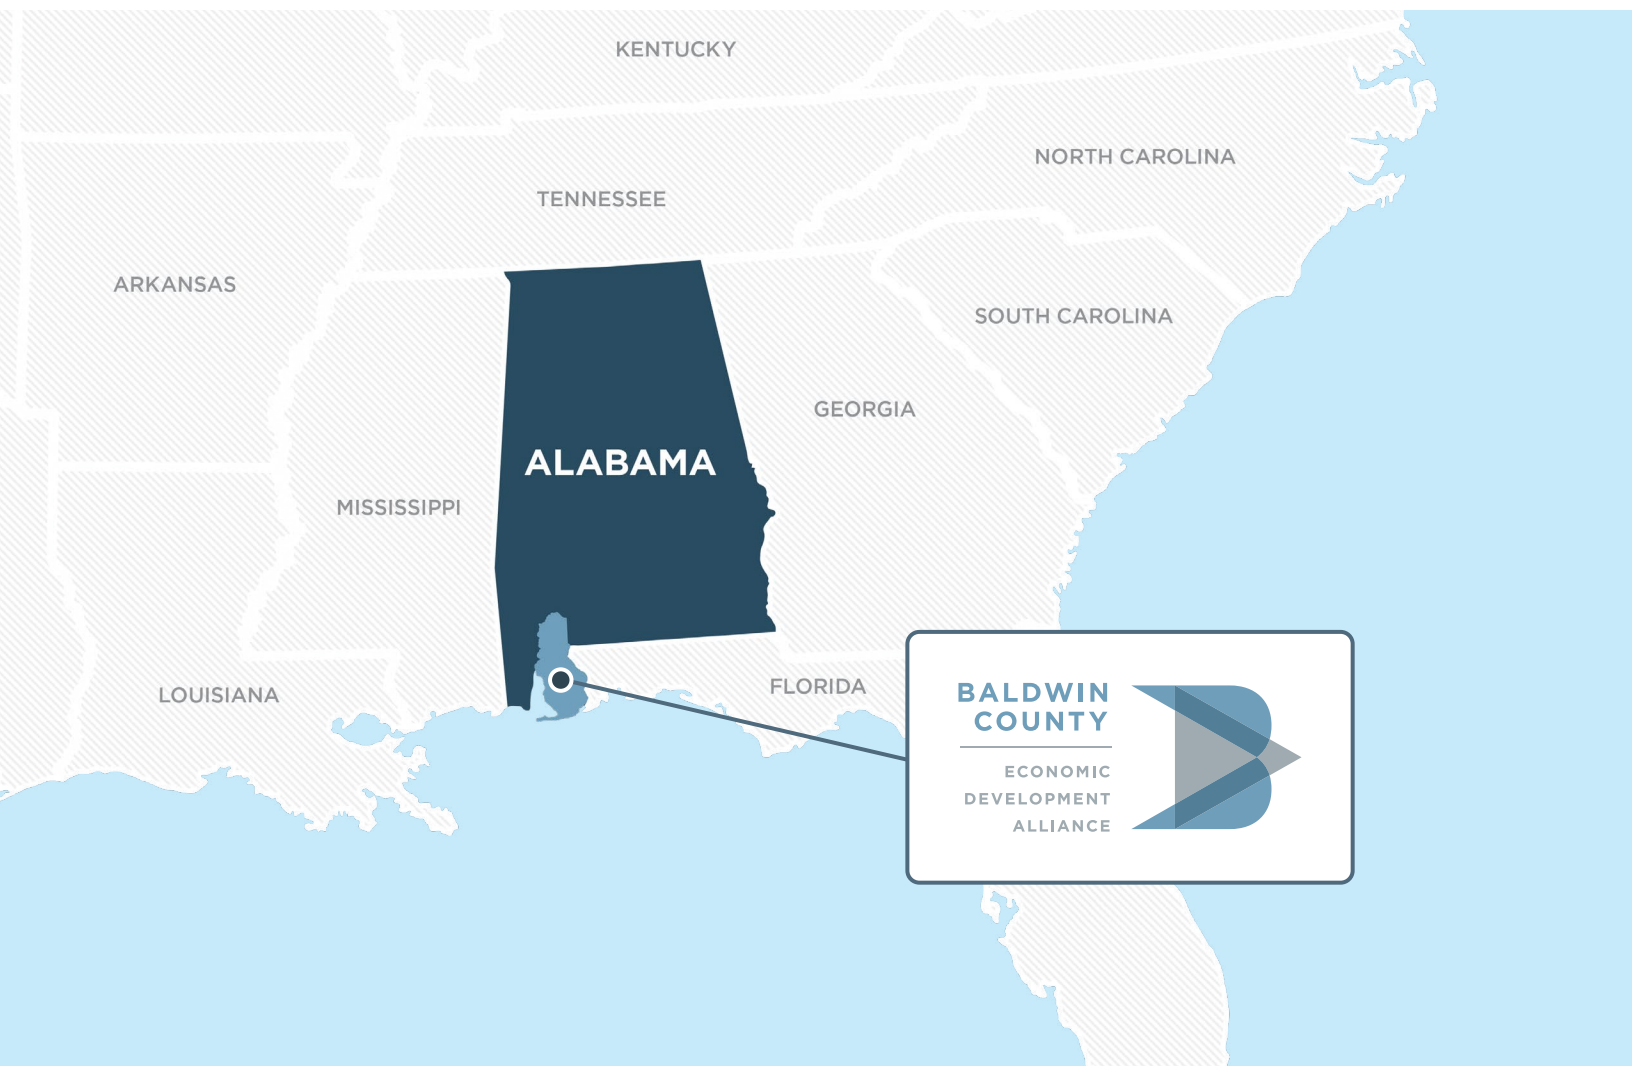 KENTUCKY
NORTH CAROLINA
TENNESSEE
ARKANSAS
SOUTH CAROLINA
GEORGIA
ALABAMA
MISSISSIPPI
FLORIDA
LOUISIANA
BALDWIN
COUNTY
ECONOMIC
DEVELOPMENT
ALLIANCE